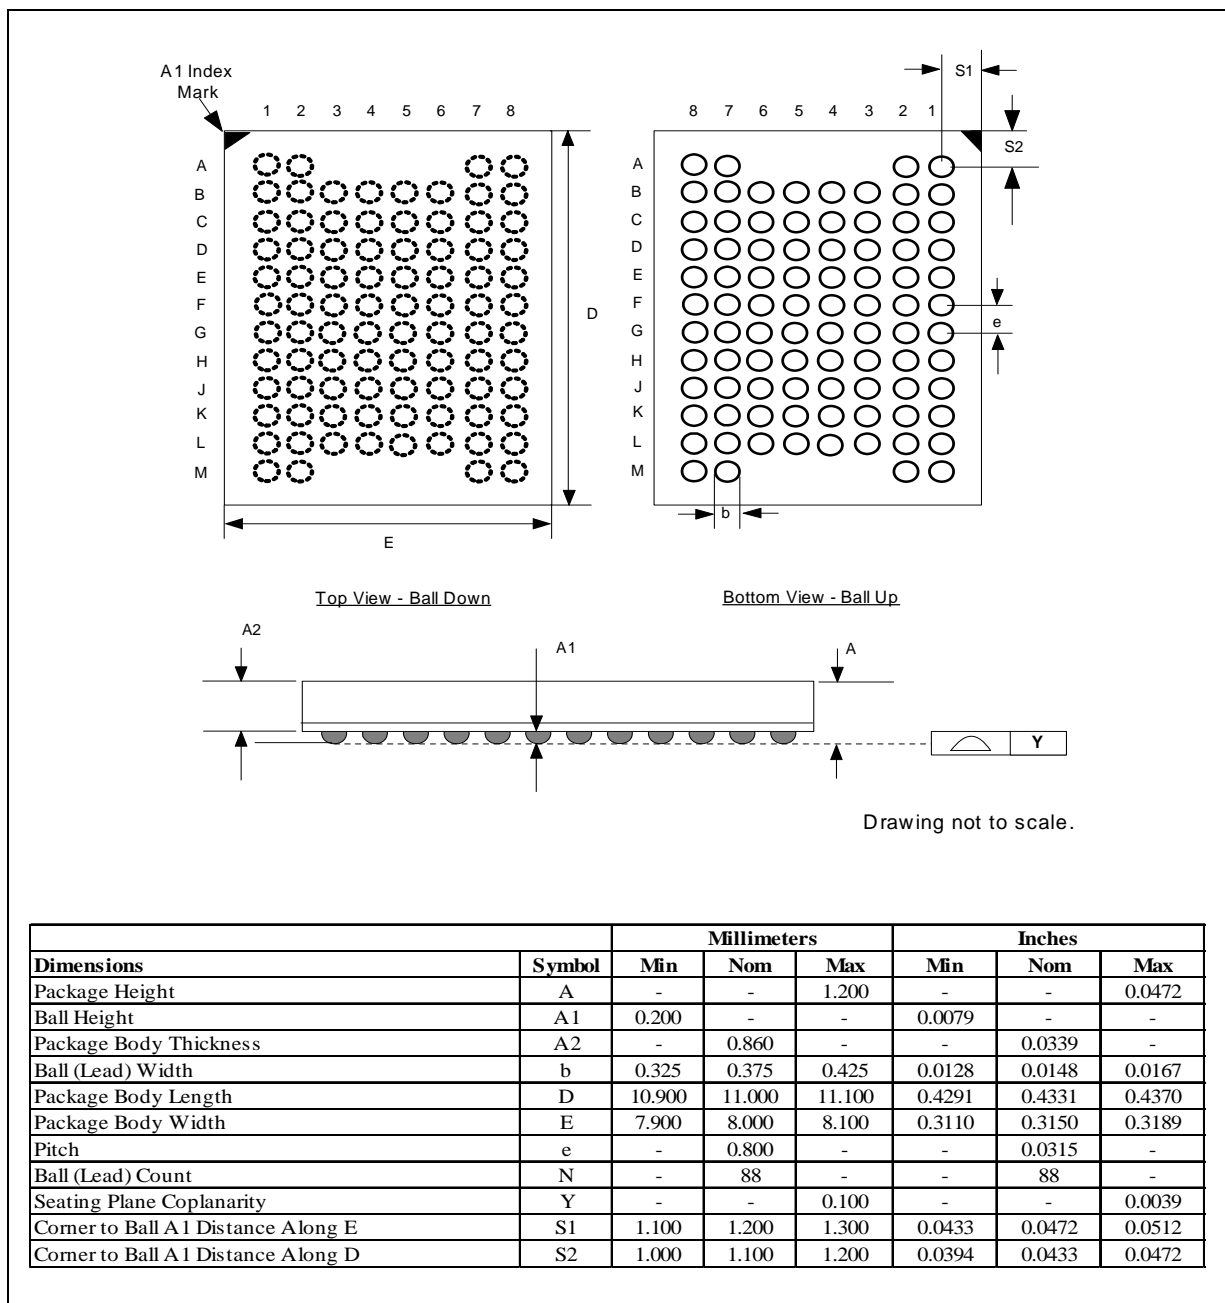 A1 Index
Mark
S1
1 2 3 4 5 6 7 8
8 7 6 5 4 3 2 1
S2
A
B
C
D
E
F
G
H
J
K
L
M
D
E
A
B
C
D
E
F
G
H
J
K
L
M
e
b
Top View - Ball Down
Bottom View - Ball Up
A2
A1
A
Y
Drawing not to scale.
Millimeters Inches
Dimensions Symbol Min Nom Max Min Nom Max
Package Height A - - 1.200 - - 0.0472
Ball Height A1 0.200 - - 0.0079 - -
Package Body Thickness A2 - 0.860 - - 0.0339 -
Ball (Lead) Width b 0.325 0.375 0.425 0.0128 0.0148 0.0167
Package Body Length D 10.900 11.000 11.100 0.4291 0.4331 0.4370
Package Body Width E 7.900 8.000 8.100 0.3110 0.3150 0.3189
Pitch e - 0.800 - - 0.0315 -
Ball (Lead) Count N - 88 - - 88 -
Seating Plane Coplanarity Y - - 0.100 - - 0.0039
Corner to Ball A1 Distance Along E S1 1.100 1.200 1.300 0.0433 0.0472 0.0512
Corner to Ball A1 Distance Along D S2 1.000 1.100 1.200 0.0394 0.0433 0.0472